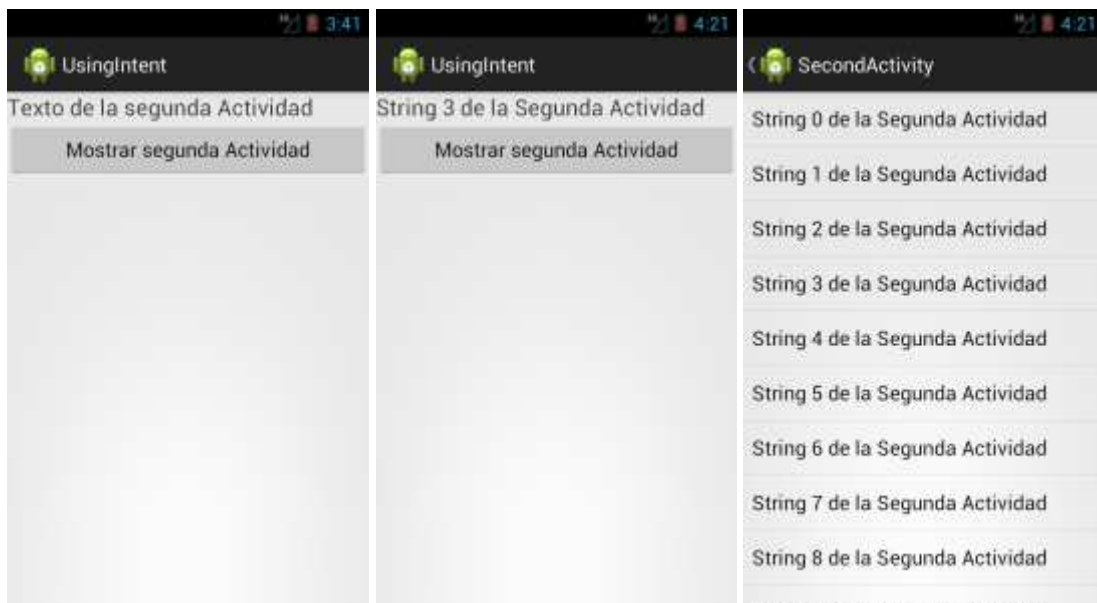 3:41
UsingIntent
Texto de la segunda Actividad
Mostrar segunda Actividad
4:21
UsingIntent
String 3 de la Segunda Actividad
Mostrar segunda Actividad
4:21
SecondActivity
String 0 de la Segunda Actividad
String 1 de la Segunda Actividad
String 2 de la Segunda Actividad
String 3 de la Segunda Actividad
String 4 de la Segunda Actividad
String 5 de la Segunda Actividad
String 6 de la Segunda Actividad
String 7 de la Segunda Actividad
String 8 de la Segunda Actividad